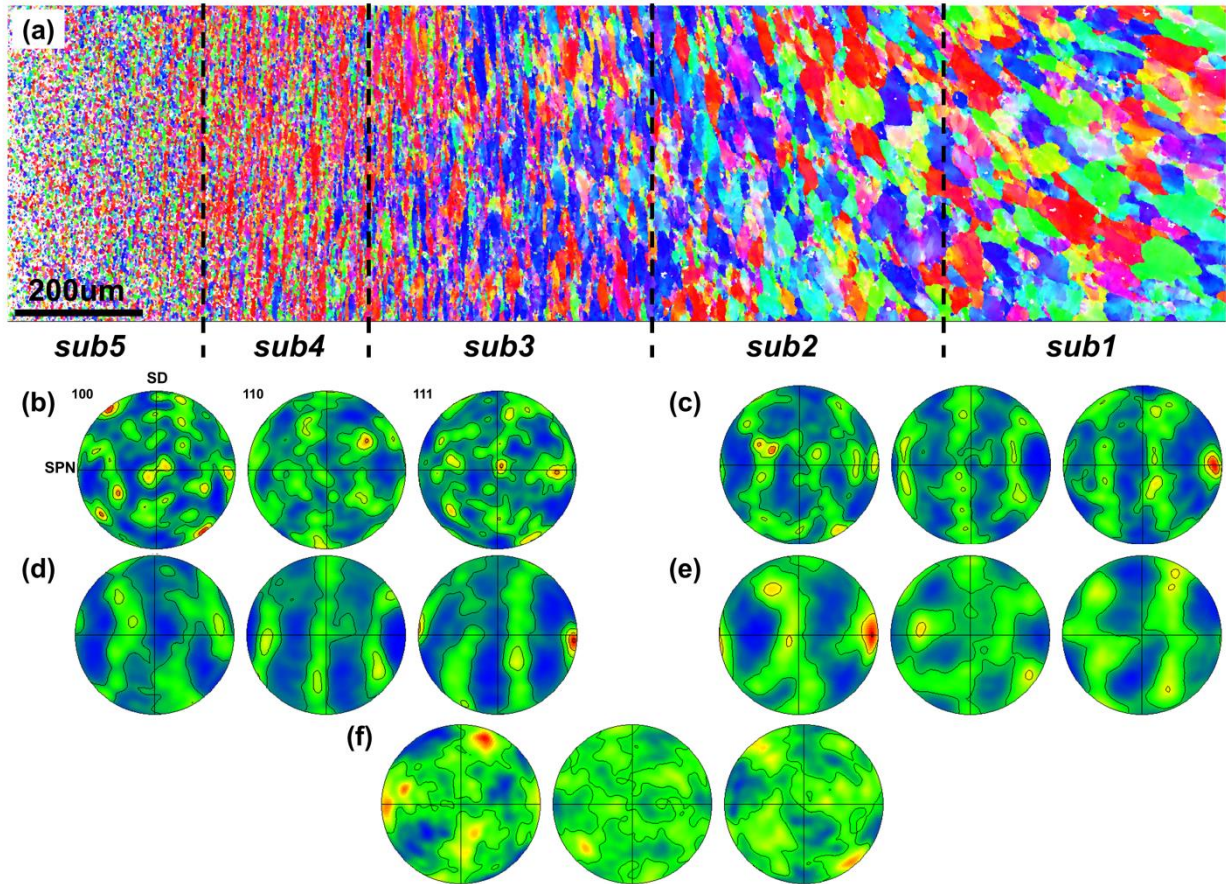 (a)
200um
sub5 sub4 sub3 sub2 sub1
(b) 100 SD 110 111
SPN
(c)
(d)
(e)
(f)